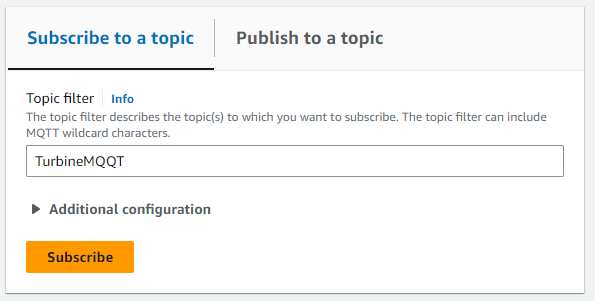 Subscribe to a topic
Publish to a topic
Topic filter
Info
The topic filter describes the topic(s) to which you want to subscribe. The topic filter can include
MQTT wildcard characters.
TurbineMQQT
Additional configuration
Subscribe